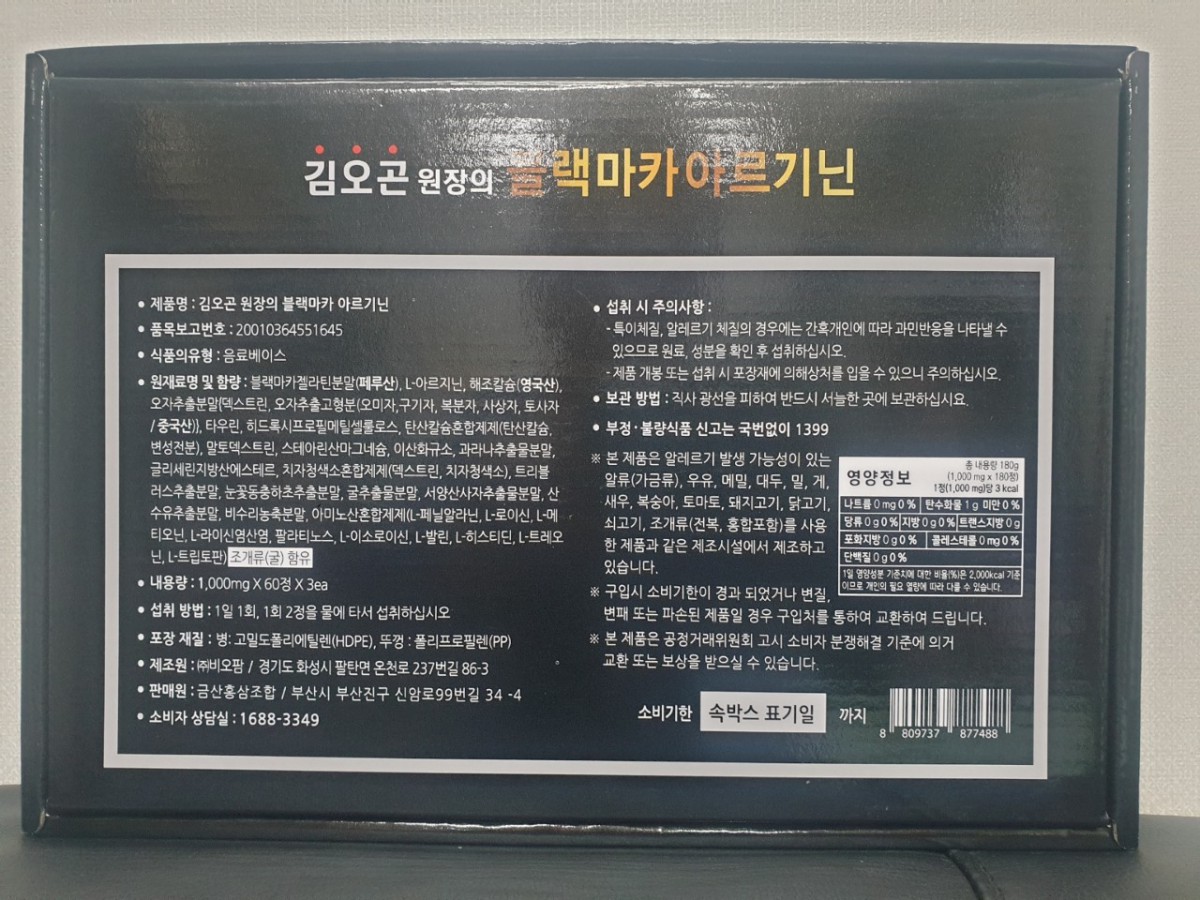 김오곤 원장의 블랙마카아르기닌
• 제품명 : 김오곤 원장의 블랙마카 아르기닌
• 품목보고번호 : 20010364551645
• 식품의유형 : 음료베이스
• 원재료명 및 함량 : 블랙마카젤라틴분말(페루산), L-아르지닌, 해조칼슘(영국산),
오자추출분말{덱스트린, 오자추출고형분(오미자,구기자, 복분자, 사상자, 토사자
/중국산)}, 타우린, 히드록시프로필메틸셀룰로스, 탄산칼슘혼합제제(탄산칼슘,
변성전분), 말토덱스트린, 스테아린산마그네슘, 이산화규소, 과라나추출물분말,
글리세린지방산에스테르, 치자청색소혼합제제(덱스트린, 치자청색소), 트리불
러스추출분말, 눈꽃동충하초추출분말, 굴추출물분말, 서양산사자추출물분말, 산
수유추출분말, 비수리농축분말, 아미노산혼합제제(L-페닐알라닌, L-로이신, L-메
티오닌, L-라이신염산염, 팔라티노스, L-이소로이신, L-발린, L-히스티딘, L-트레오
닌, L-트립토판) 조개류(굴) 함유
• 내용량 : 1,000mg X 60정 X 3ea
• 섭취 방법 : 1일 1회, 1회 2정을 물에 타서 섭취하십시오
• 포장 재질 : 병: 고밀도폴리에틸렌(HDPE), 뚜껑 : 폴리프로필렌(PP)
• 제조원 : ㈜비오팜 / 경기도 화성시 팔탄면 온천로 237번길 86-3
• 판매원 : 금산홍삼조합 / 부산시 부산진구 신암로99번길 34 -4
• 소비자 상담실 : 1688-3349
• 섭취 시 주의사항 :
- 특이체질, 알레르기 체질의 경우에는 간혹개인에 따라 과민반응을 나타낼 수
있으므로 원료, 성분을 확인 후 섭취하십시오.
- 제품 개봉 또는 섭취 시 포장재에 의해상처를 입을 수 있으니 주의하십시오.
• 보관 방법 : 직사 광선을 피하여 반드시 서늘한 곳에 보관하십시요.
• 부정·불량식품 신고는 국번없이 1399
※ 본 제품은 알레르기 발생 가능성이 있는
알류(가금류), 우유, 메밀, 대두, 밀, 게,
새우, 복숭아, 토마토, 돼지고기, 닭고기,
쇠고기, 조개류(전복, 홍합포함)를 사용
한 제품과 같은 제조시설에서 제조하고
있습니다.
※ 구입시 소비기한이 경과 되었거나 변질,
변패 또는 파손된 제품일 경우 구입처를 통하여 교환하여 드립니다.
※ 본 제품은 공정거래위원회 고시 소비자 분쟁해결 기준에 의거
교환 또는 보상을 받으실 수 있습니다.
영양정보
총 내용량 180g
(1,000 mg x 180정)
1정(1,000 mg)당 3 kcal
나트륨 0 mg 0 % 탄수화물 1 g 미만 0 %
당류 0 g 0 % 지방 0 g 0 % 트랜스지방 0 g
포화지방 0 g 0 % 콜레스테롤 0 mg 0 %
단백질 0 g 0 %
1일 영양성분 기준치에 대한 비율(%)은 2,000kcal 기준
이므로 개인의 필요 열량에 따라 다를 수 있습니다.
소비기한 속박스 표기일 까지
8 809737 877488